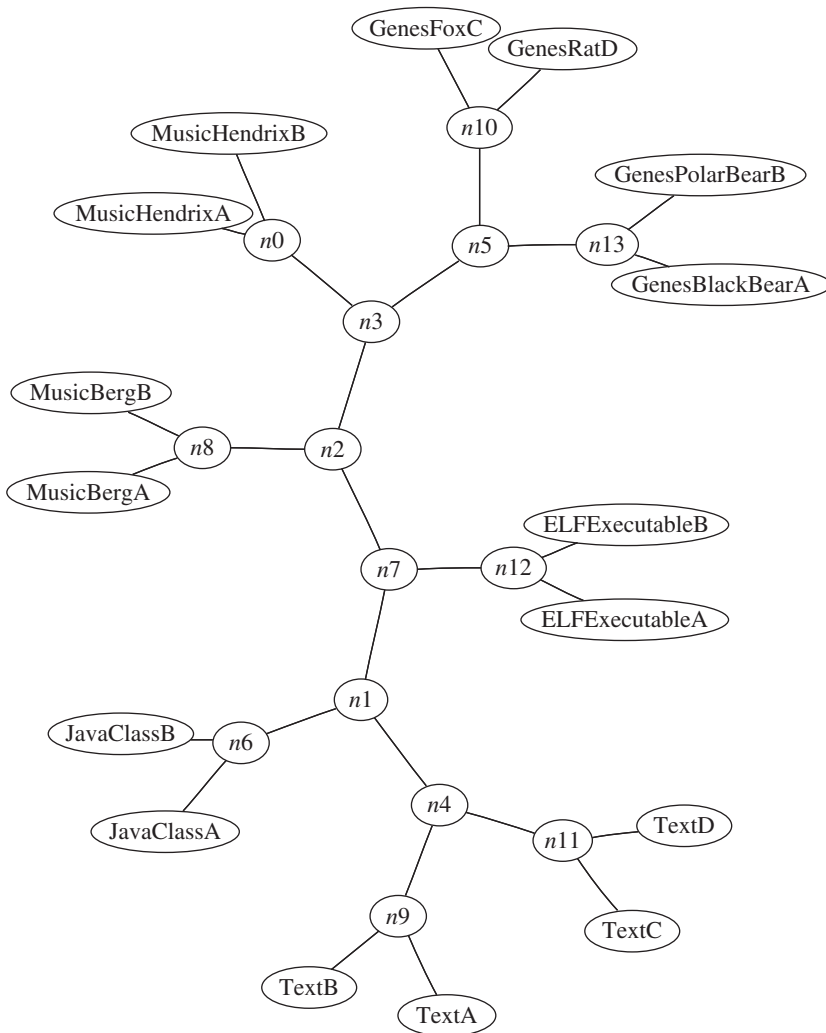 GenesFoxC
GenesRatD
n10
MusicHendrixB
GenesPolarBearB
MusicHendrixA
n0
n5
n13
GenesBlackBearA
n3
MusicBergB
n8
n2
MusicBergA
ELFExecutableB
n7
n12
ELFExecutableA
n1
JavaClassB
n6
n4
JavaClassA
n11
TextD
n9
TextC
TextB
TextA